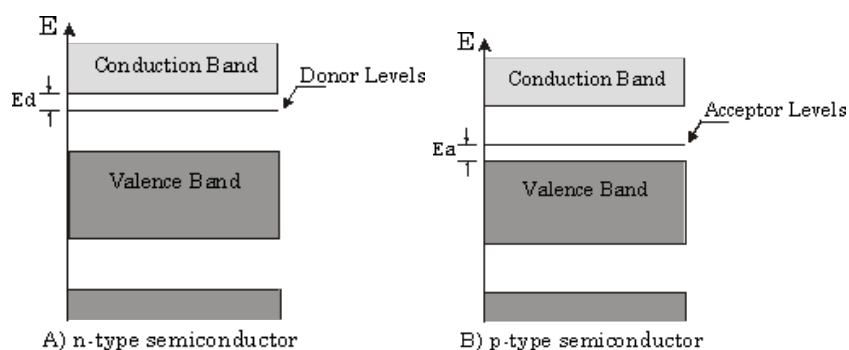 E
Conduction Band
Donor Levels
Ed
Valence Band
A) n-type semiconductor
E
Conduction Band
Acceptor Levels
Ea
Valence Band
B) p-type semiconductor